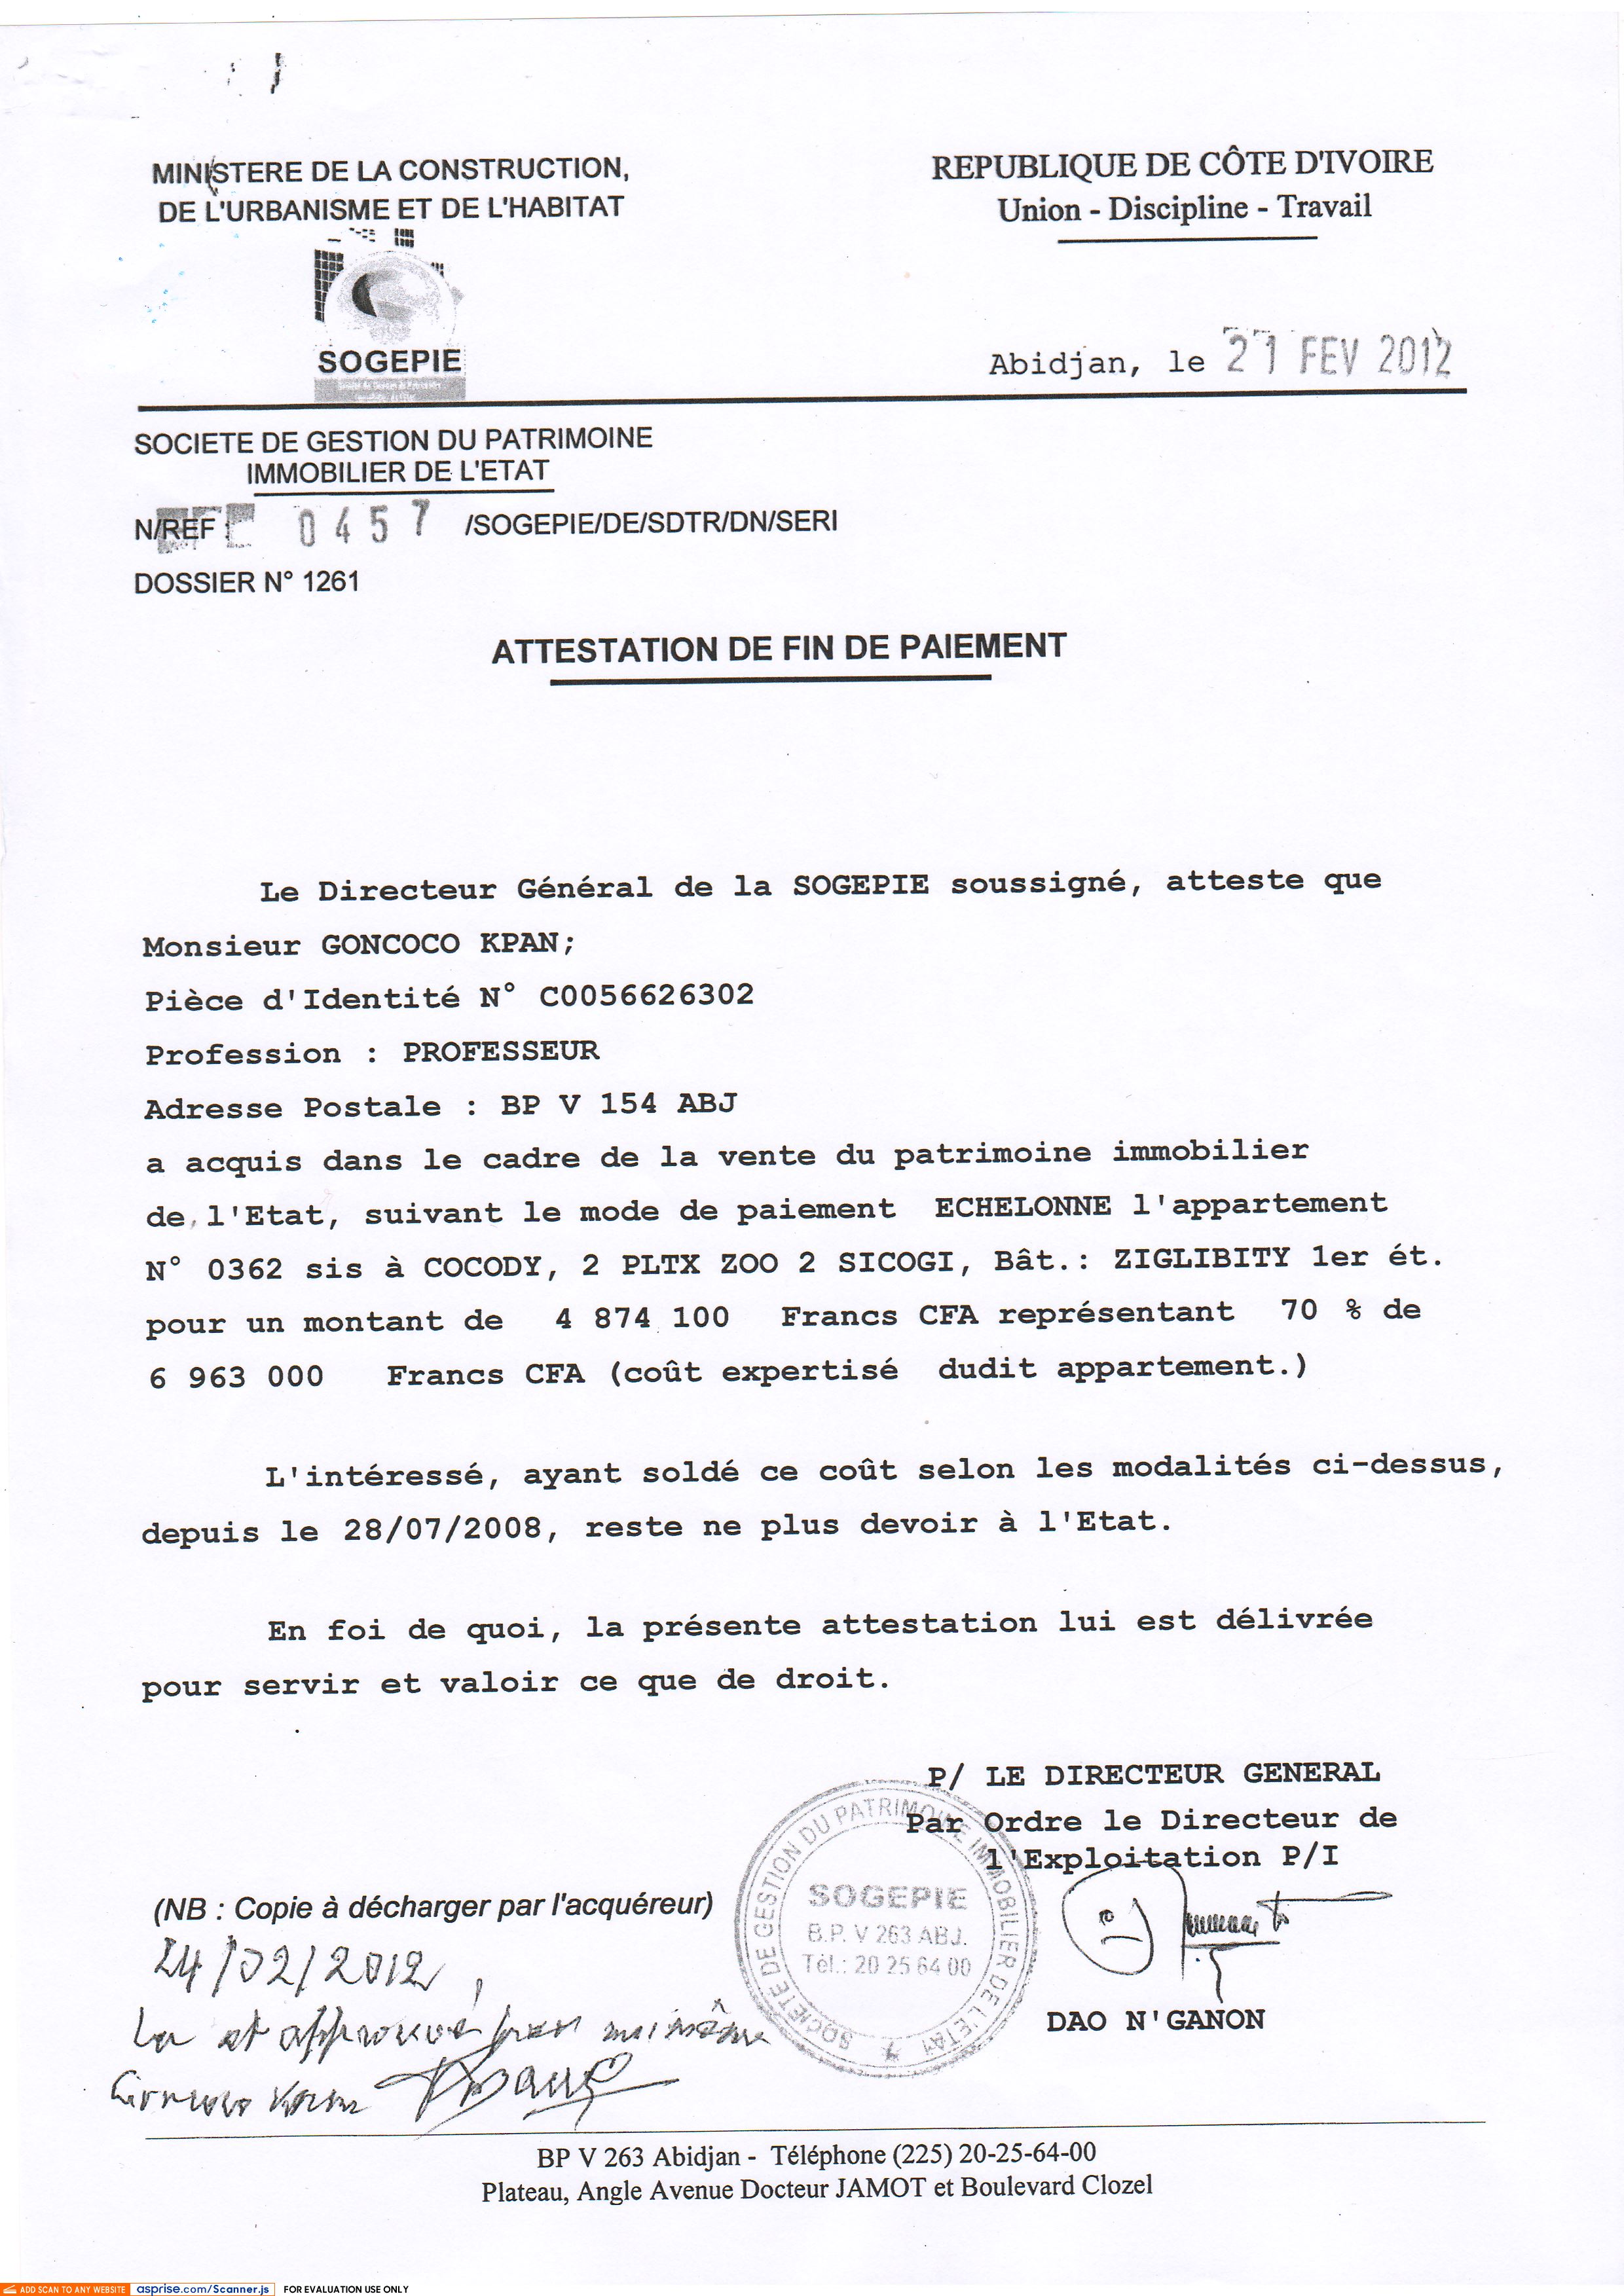 MINISTERE DE LA CONSTRUCTION,
DE L'URBANISME ET DE L'HABITAT
REPUBLIQUE DE CÔTE D'IVOIRE
Union - Discipline - Travail
SOGEPIE
Abidjan, le 21 FEV 2012
SOCIETE DE GESTION DU PATRIMOINE
IMMOBILIER DE L'ETAT
N/REF : 0457 /SOGEPIE/DE/SDTR/DN/SERI
DOSSIER N° 1261
ATTESTATION DE FIN DE PAIEMENT
Le Directeur Général de la SOGEPIE soussigné, atteste que
Monsieur GONCOCO KPAN;
Pièce d'Identité N° C0056626302
Profession : PROFESSEUR
Adresse Postale : BP V 154 ABJ
a acquis dans le cadre de la vente du patrimoine immobilier
de l'Etat, suivant le mode de paiement ECHELONNE l'appartement
N° 0362 sis à COCODY, 2 PLTX ZOO 2 SICOGI, Bât.: ZIGLIBITY 1er ét.
pour un montant de 4 874 100 Francs CFA représentant 70 % de
6 963 000 Francs CFA (coût expertisé dudit appartement.)
L'intéressé, ayant soldé ce coût selon les modalités ci-dessus,
depuis le 28/07/2008, reste ne plus devoir à l'Etat.
En foi de quoi, la présente attestation lui est délivrée
pour servir et valoir ce que de droit.
P/ LE DIRECTEUR GENERAL
Par Ordre le Directeur de
l'Exploitation P/I
SOCIETE DE GESTION DU PATRIMOINE IMMOBILIER DE L'ETAT
SOGEPIE
B.P. V 263 ABJ.
Tél.: 20 25 64 00
DAO N'GANON
(NB : Copie à décharger par l'acquéreur)
24/02/2012,
Lu et approuvé par moi même
BP V 263 Abidjan - Téléphone (225) 20-25-64-00
Plateau, Angle Avenue Docteur JAMOT et Boulevard Clozel
ADD SCAN TO ANY WEBSITE asprise.com/Scanner.js FOR EVALUATION USE ONLY